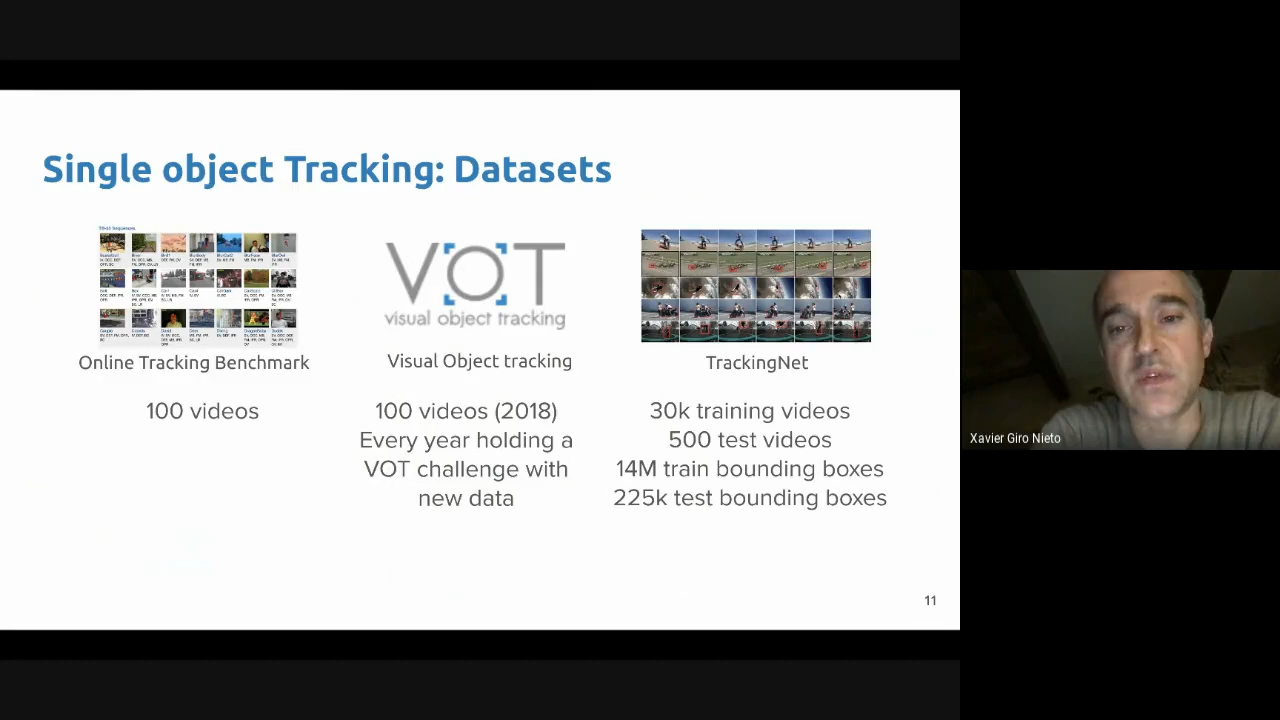 Single object Tracking: Datasets
VOT
visual object tracking
Online Tracking Benchmark
Visual Object tracking
TrackingNet
100 videos
100 videos (2018)
Every year holding a
VOT challenge with
new data
30k training videos
500 test videos
14M train bounding boxes
225k test bounding boxes
11
Xavier Giro Nieto